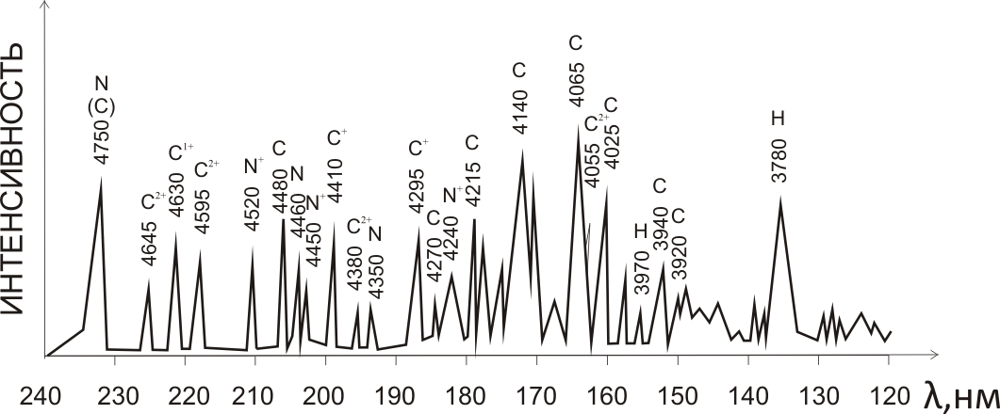 ИНТЕНСИВНОСТЬ
N
(C)
4750
C²⁺
4645
C¹⁺
4630
C²⁺
4595
N⁺
4520
C
4480
N
4460
N⁺
4450
C⁺
4410
C²⁺
4380
N
4350
C⁺
4295
C
4270
N⁺
4240
C
4215
C
4140
C
4065
C²⁺
4055
C
4025
H
3970
C
3940
C
3920
H
3780
240 230 220 210 200 190 180 170 160 150 140 130 120 λ,нм